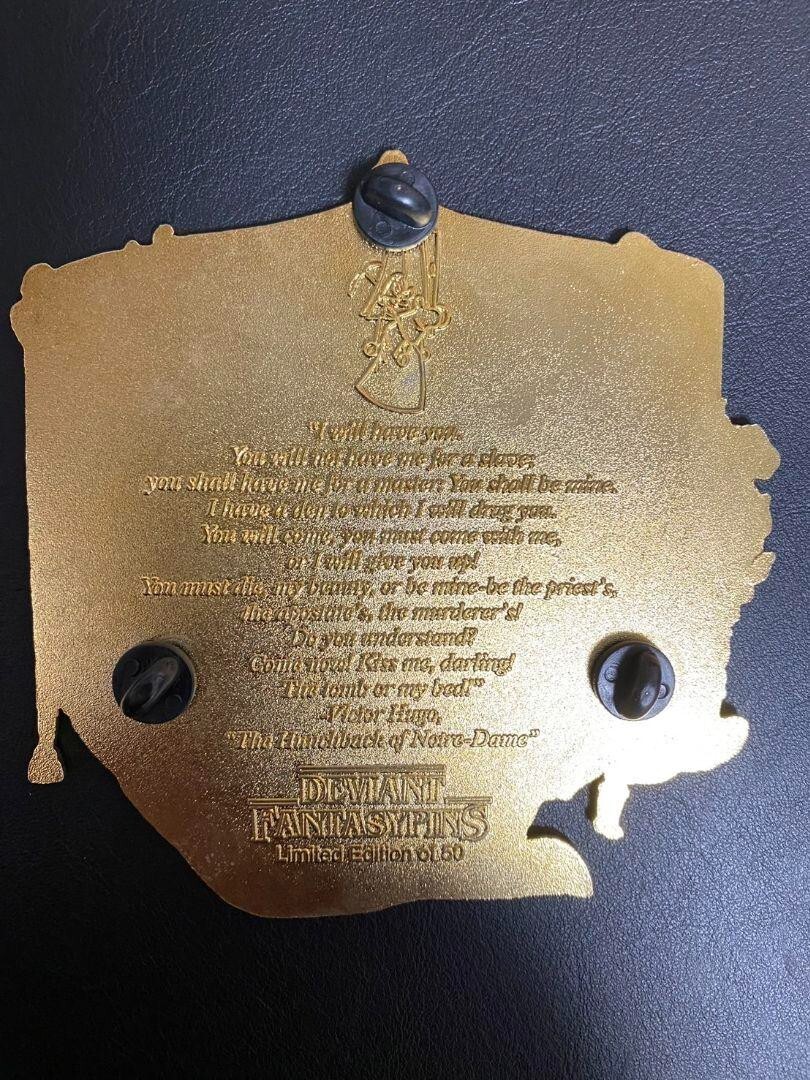 "I will have you.
You will not have me for a slave;
you shall have me for a master: You shall be mine.
I have a den to which I will drag you.
You will come, you must come with me,
or I will give you up!
You must die, my beauty, or be mine-be the priest's,
the apostate's, the murderer's!
Do you understand?
Come now! Kiss me, darling!
The tomb or my bed!"
-Victor Hugo,
"The Hunchback of Notre-Dame"
DEVIANT
FANTASYPINS
Limited Edition of 50